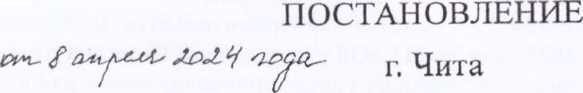 ПОСТАНОВЛЕНИЕ
от 8 апреля 2024 года г. Чита